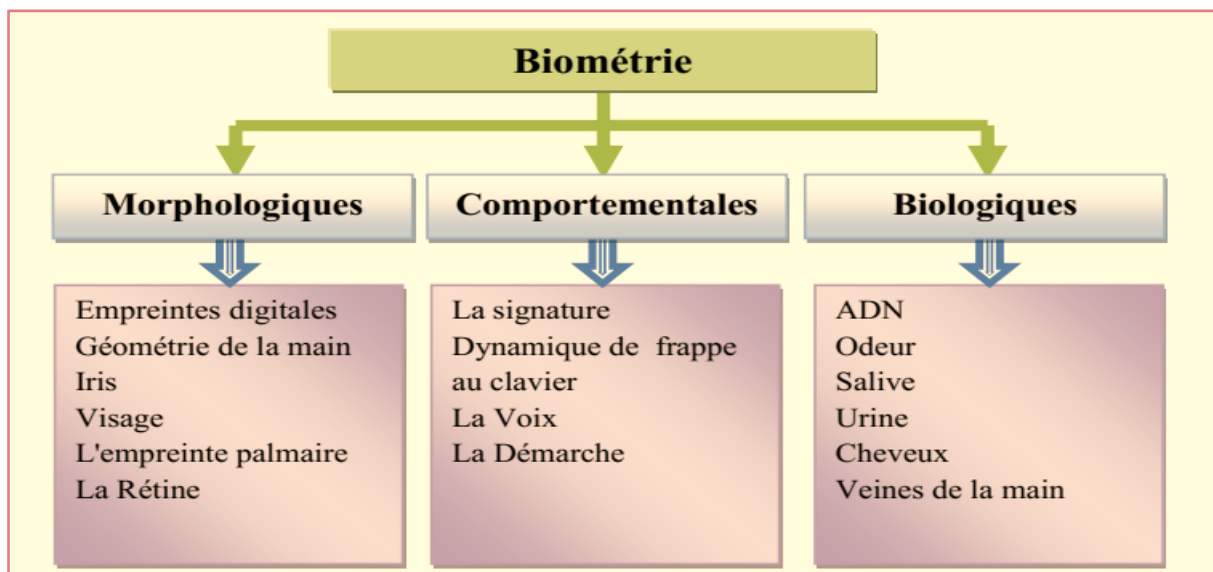 Biométrie
Morphologiques
Comportementales
Biologiques
Empreintes digitales
Géométrie de la main
Iris
Visage
L'empreinte palmaire
La Rétine
La signature
Dynamique de frappe
au clavier
La Voix
La Démarche
ADN
Odeur
Salive
Urine
Cheveux
Veines de la main